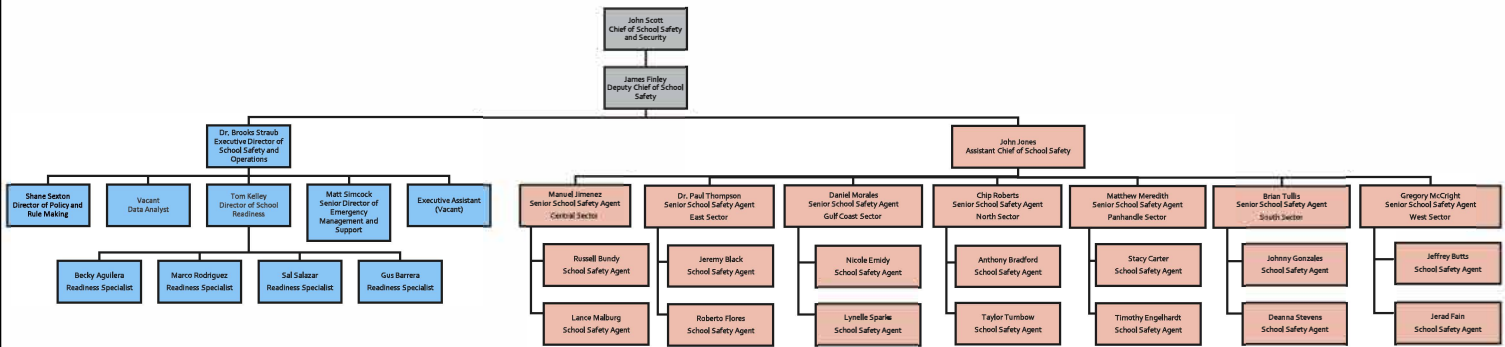 John Scott
Chief of School Safety
and Security
James Finley
Deputy Chief of School
Safety
Dr. Brooks Straub
Executive Director of
School Safety and
Operations
John Jones
Assistant Chief of School Safety
Shane Sexton
Director of Policy and
Rule Making
Vacant
Data Analyst
Tom Kelley
Director of School
Readiness
Matt Simcock
Senior Director of
Emergency
Management and
Support
Executive Assistant
(Vacant)
Manuel Jimenez
Senior School Safety Agent
Central Sector
Dr. Paul Thompson
Senior School Safety Agent
East Sector
Daniel Morales
Senior School Safety Agent
Gulf Coast Sector
Chip Roberts
Senior School Safety Agent
North Sector
Matthew Meredith
Senior School Safety Agent
Panhandle Sector
Brian Tullis
Senior School Safety Agent
South Sector
Gregory McCright
Senior School Safety Agent
West Sector
Becky Aguilera
Readiness Specialist
Marco Rodriguez
Readiness Specialist
Sal Salazar
Readiness Specialist
Gus Barrera
Readiness Specialist
Russell Bundy
School Safety Agent
Jeremy Black
School Safety Agent
Nicole Emidy
School Safety Agent
Anthony Bradford
School Safety Agent
Stacy Carter
School Safety Agent
Johnny Gonzales
School Safety Agent
Jeffrey Butts
School Safety Agent
Lance Malburg
School Safety Agent
Roberto Flores
School Safety Agent
Lynelle Sparks
School Safety Agent
Taylor Turnbow
School Safety Agent
Timothy Engelhardt
School Safety Agent
Deanna Stevens
School Safety Agent
Jerad Fain
School Safety Agent